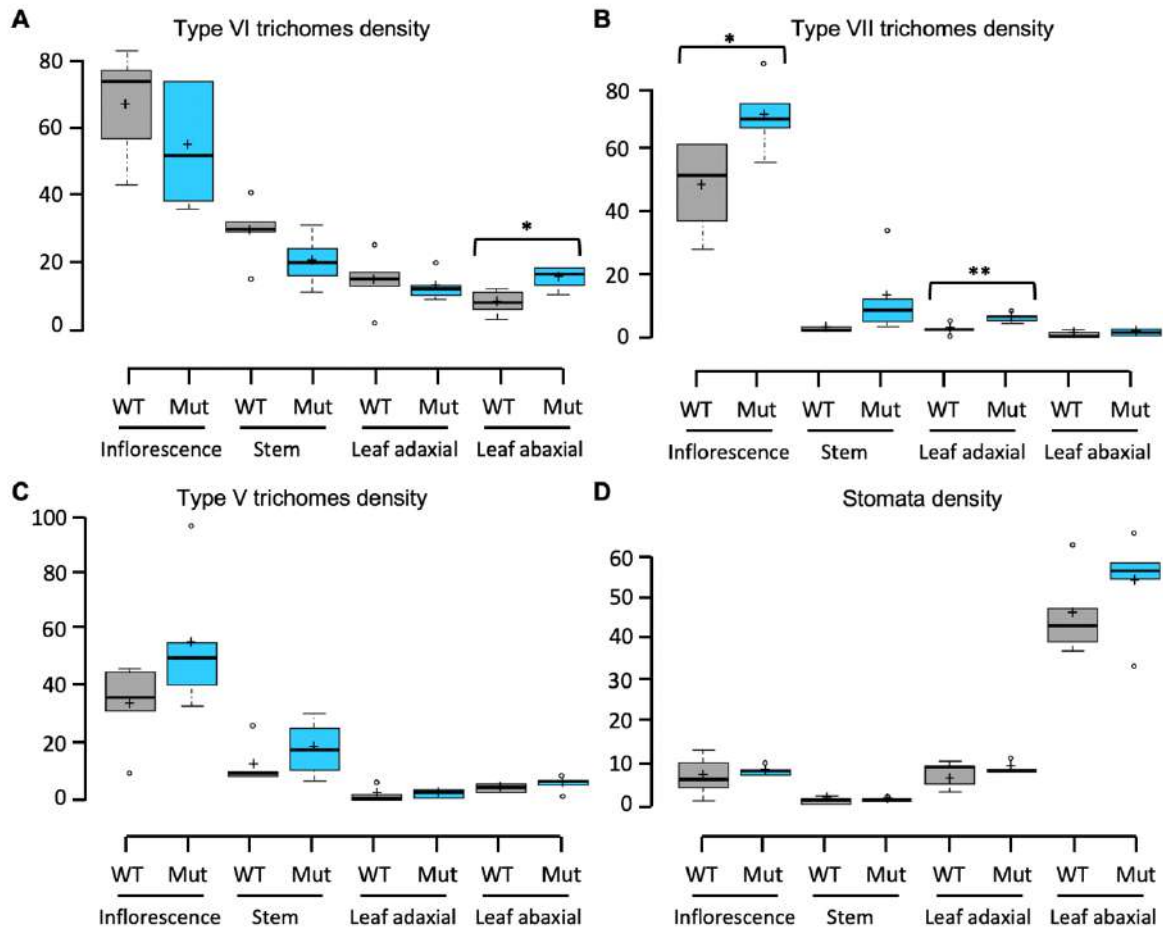 A
Type VI trichomes density
80
60
40
20
0
*
WT Mut WT Mut WT Mut WT Mut
Inflorescence Stem Leaf adaxial Leaf abaxial
B
Type VII trichomes density
80
60
40
20
10
0
*
**
WT Mut WT Mut WT Mut WT Mut
Inflorescence Stem Leaf adaxial Leaf abaxial
C
Type V trichomes density
100
80
60
40
20
0
WT Mut WT Mut WT Mut WT Mut
Inflorescence Stem Leaf adaxial Leaf abaxial
D
Stomata density
60
50
40
30
20
10
0
WT Mut WT Mut WT Mut WT Mut
Inflorescence Stem Leaf adaxial Leaf abaxial